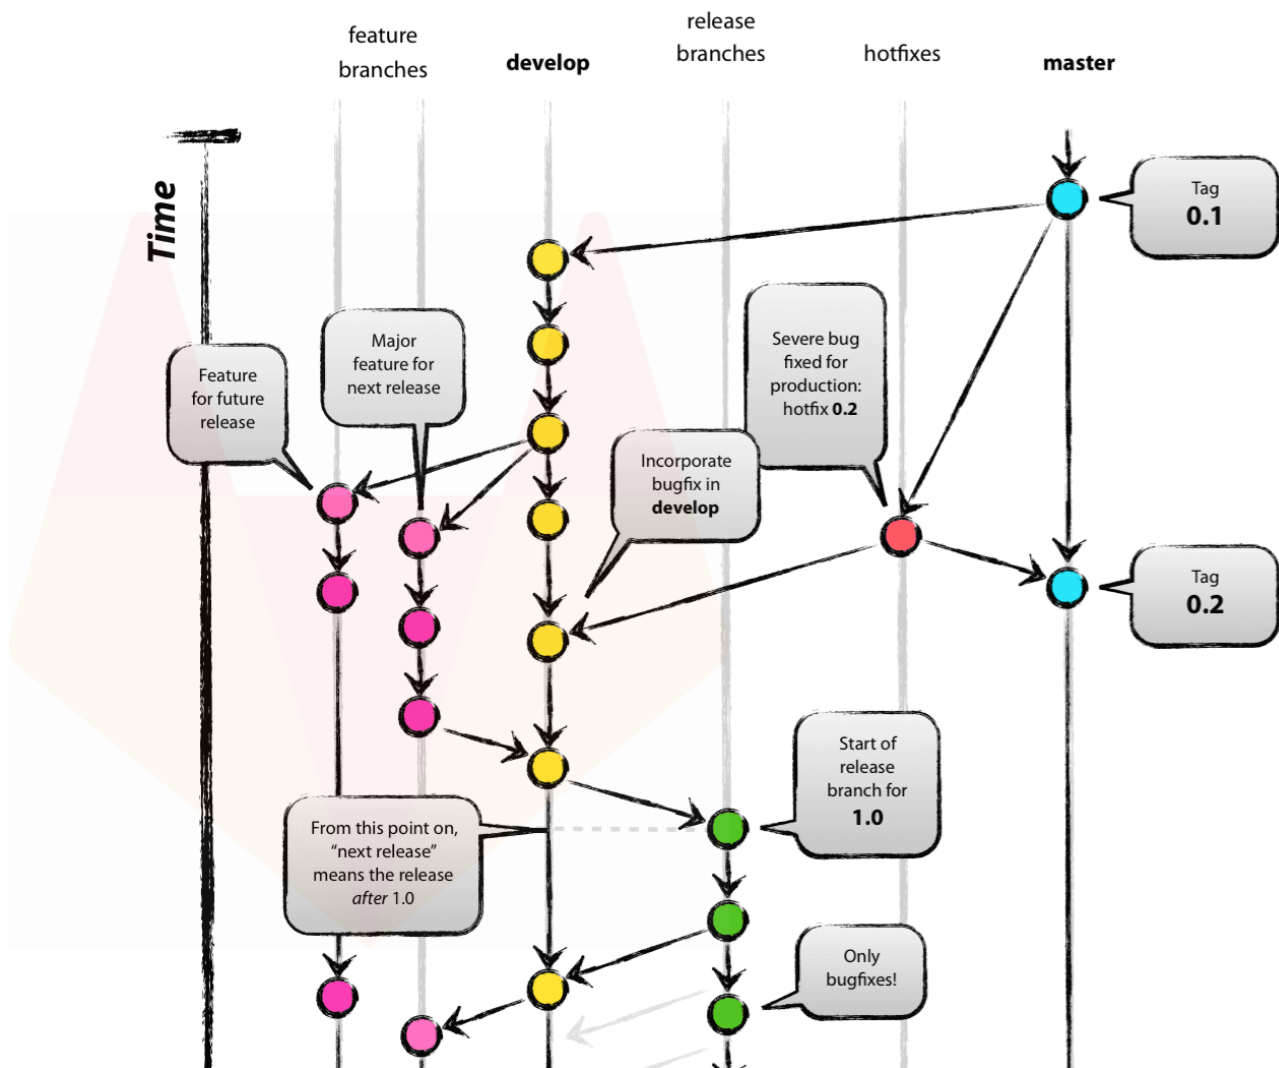 feature
branches
develop
release
branches
hotfixes
master
Time
Tag
0.1
Major
feature for
next release
Feature
for future
release
Severe bug
fixed for
production:
hotfix 0.2
Incorporate
bugfix in
develop
Tag
0.2
Start of
release
branch for
1.0
From this point on,
“next release”
means the release
after 1.0
Only
bugfixes!